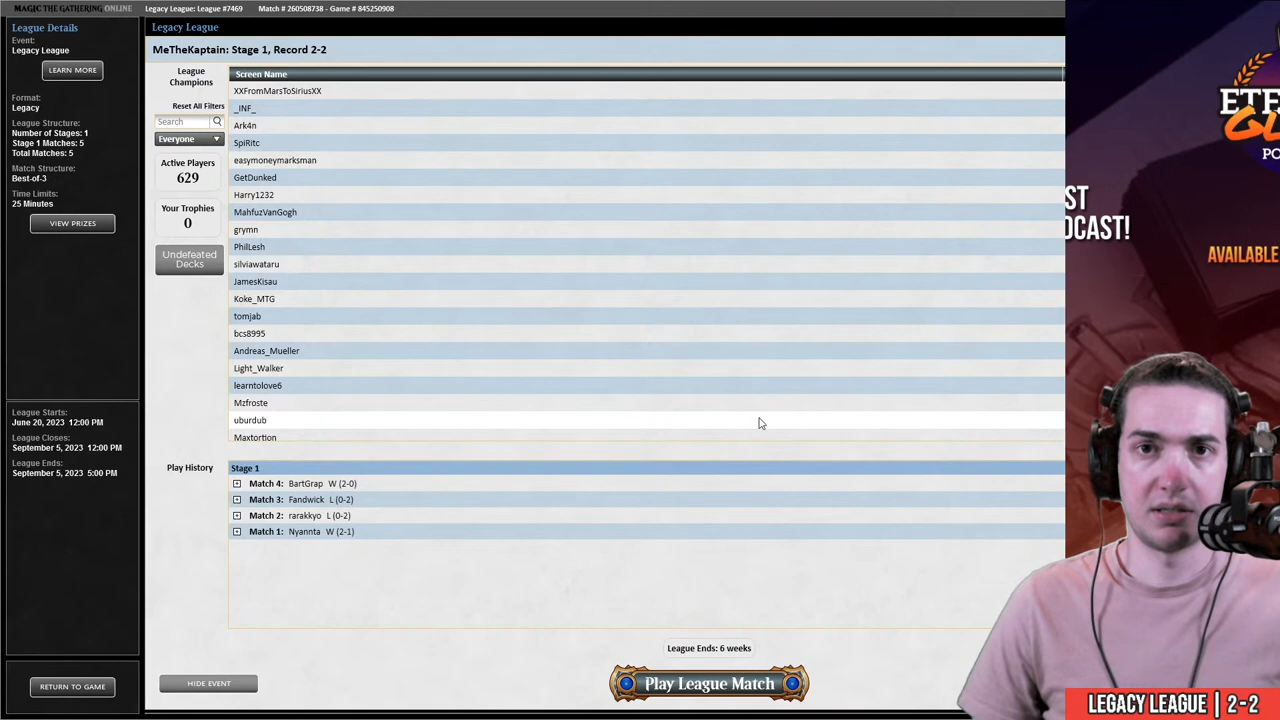 MAGIC THE GATHERING ONLINE
Legacy League: League #7469
Match # 260508738 - Game # 845250908
League Details
Event:
Legacy League
LEARN MORE
Format:
Legacy
League Structure:
Number of Stages: 1
Stage 1 Matches: 5
Total Matches: 5
Match Structure:
Best-of-3
Time Limits:
25 Minutes
VIEW PRIZES
League Starts:
June 20, 2023 12:00 PM
League Closes:
September 5, 2023 12:00 PM
League Ends:
September 5, 2023 5:00 PM
RETURN TO GAME
Legacy League
MeTheKaptain: Stage 1, Record 2-2
League
Champions
Reset All Filters
Search
Everyone
Active Players
629
Your Trophies
0
Undefeated
Decks
Screen Name
XXFromMarsToSiriusXX
_INF_
Ark4n
SpiRitc
easymoneymarksman
GetDunked
Harry1232
MahfuzVanGogh
grymn
PhilLesh
silviawataru
JamesKisau
Koke_MTG
tomjab
bcs8995
Andreas_Mueller
Light_Walker
learntolove6
Mzfroste
uburdub
Maxtortion
Play History
Stage 1
Match 4: BartGrap W (2-0)
Match 3: Fandwick L (0-2)
Match 2: rarakkyo L (0-2)
Match 1: Nyannta W (2-1)
League Ends: 6 weeks
HIDE EVENT
Play League Match
ETE
GL
PO
ST
DCAST!
AVAILABLE
LEGACY LEAGUE | 2-2